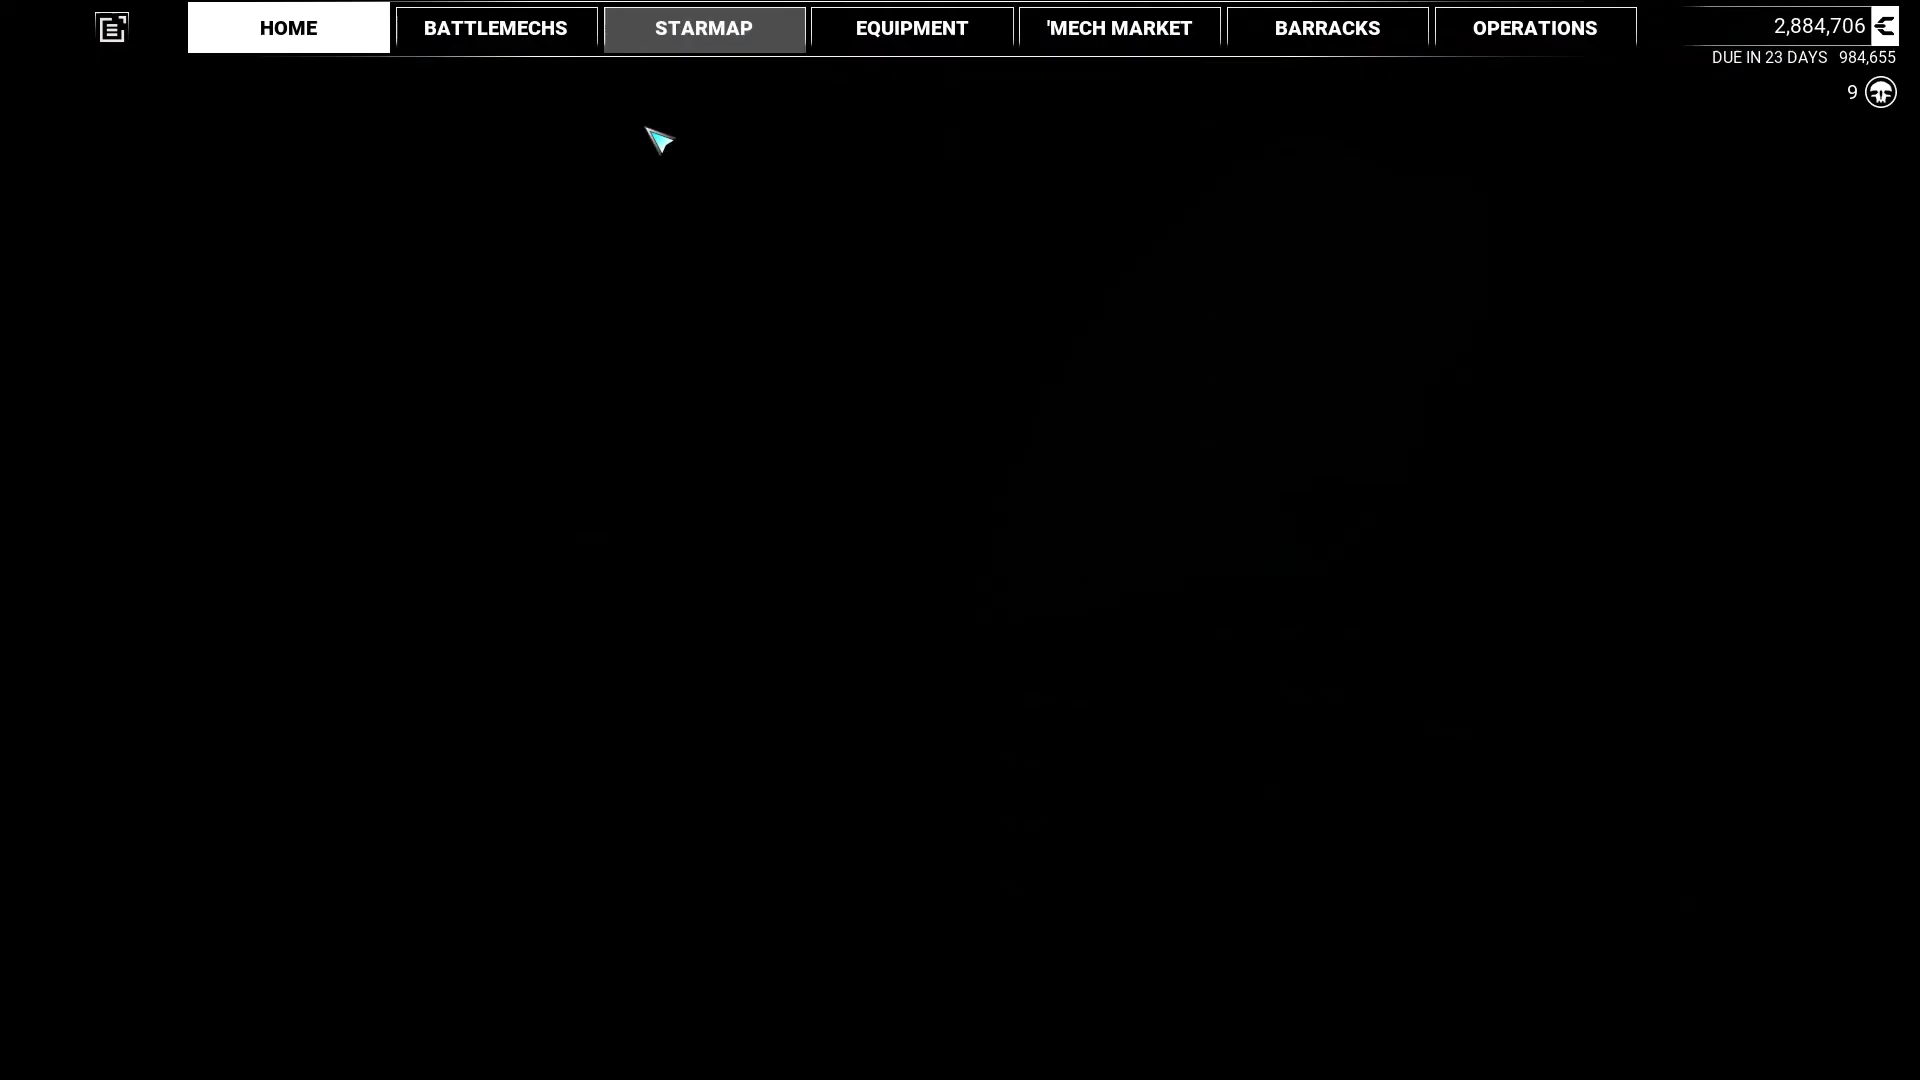 HOME
BATTLEMECHS
STARMAP
EQUIPMENT
'MECH MARKET
BARRACKS
OPERATIONS
2,884,706
DUE IN 23 DAYS 984,655
9